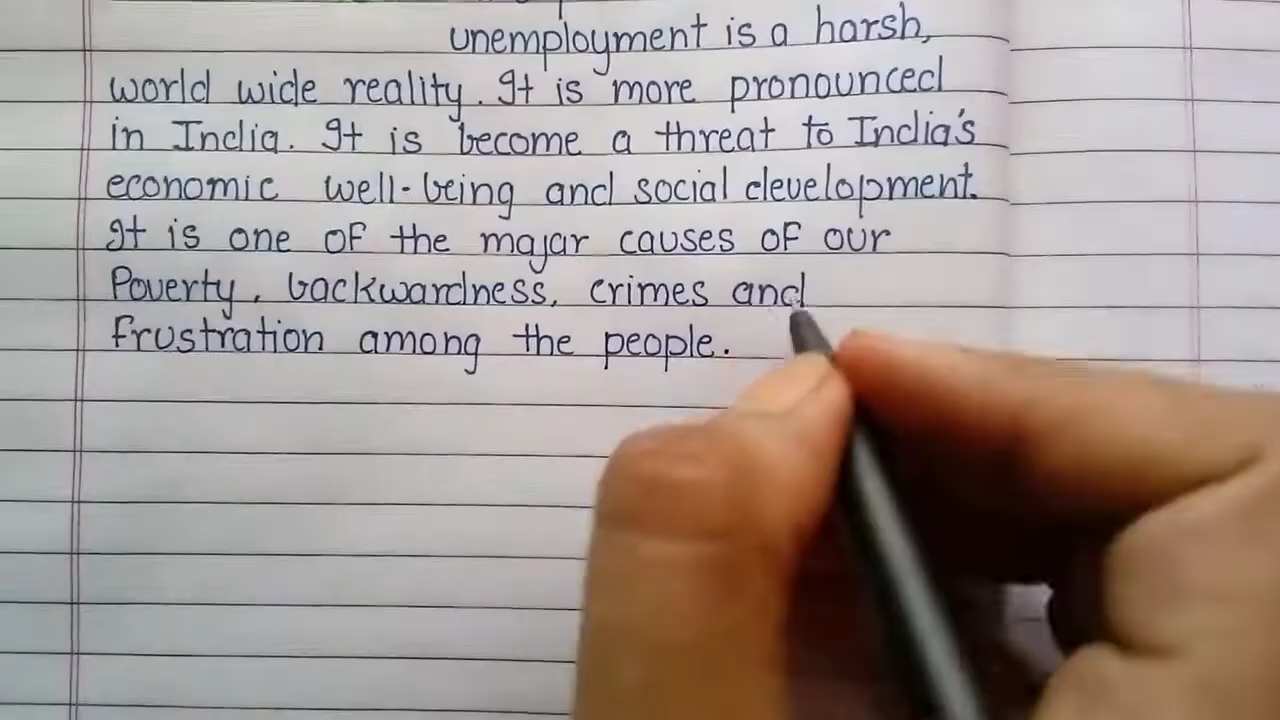 unemployment is a harsh,
world wide reality. It is more pronounced
in India. It is become a threat to India's
economic well-being and social development.
It is one of the majar causes of our
Poverty, backwardness, crimes and
frustration among the people.